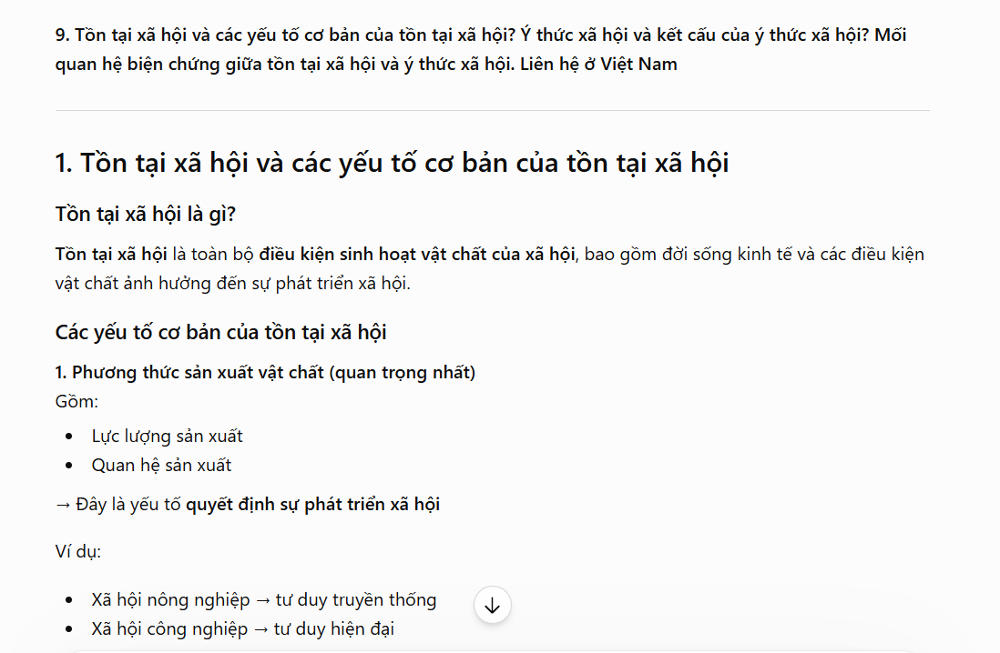 9. Tồn tại xã hội và các yếu tố cơ bản của tồn tại xã hội? Ý thức xã hội và kết cấu của ý thức xã hội? Mối
quan hệ biện chứng giữa tồn tại xã hội và ý thức xã hội. Liên hệ ở Việt Nam
1. Tồn tại xã hội và các yếu tố cơ bản của tồn tại xã hội
Tồn tại xã hội là gì?
Tồn tại xã hội là toàn bộ điều kiện sinh hoạt vật chất của xã hội, bao gồm đời sống kinh tế và các điều kiện
vật chất ảnh hưởng đến sự phát triển xã hội.
Các yếu tố cơ bản của tồn tại xã hội
1. Phương thức sản xuất vật chất (quan trọng nhất)
Gồm:
• Lực lượng sản xuất
• Quan hệ sản xuất
→ Đây là yếu tố quyết định sự phát triển xã hội
Ví dụ:
• Xã hội nông nghiệp → tư duy truyền thống
• Xã hội công nghiệp → tư duy hiện đại